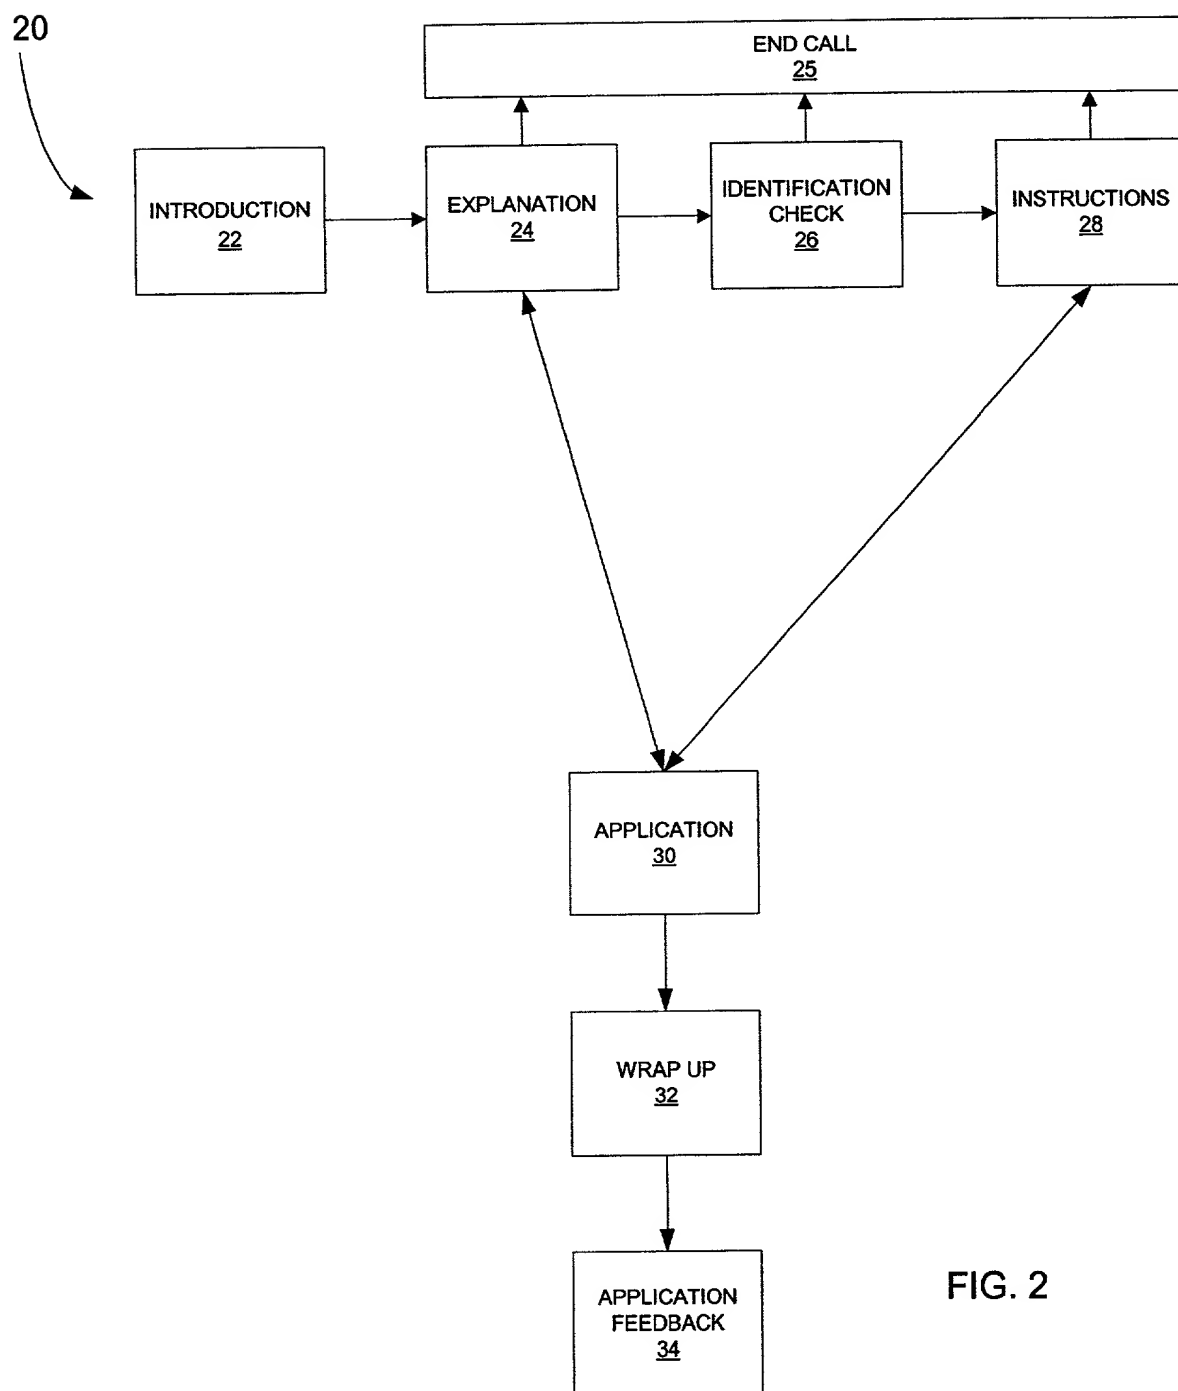 20
END CALL
25
INTRODUCTION
22
EXPLANATION
24
IDENTIFICATION
CHECK
26
INSTRUCTIONS
28
APPLICATION
30
WRAP UP
32
APPLICATION
FEEDBACK
34
FIG. 2